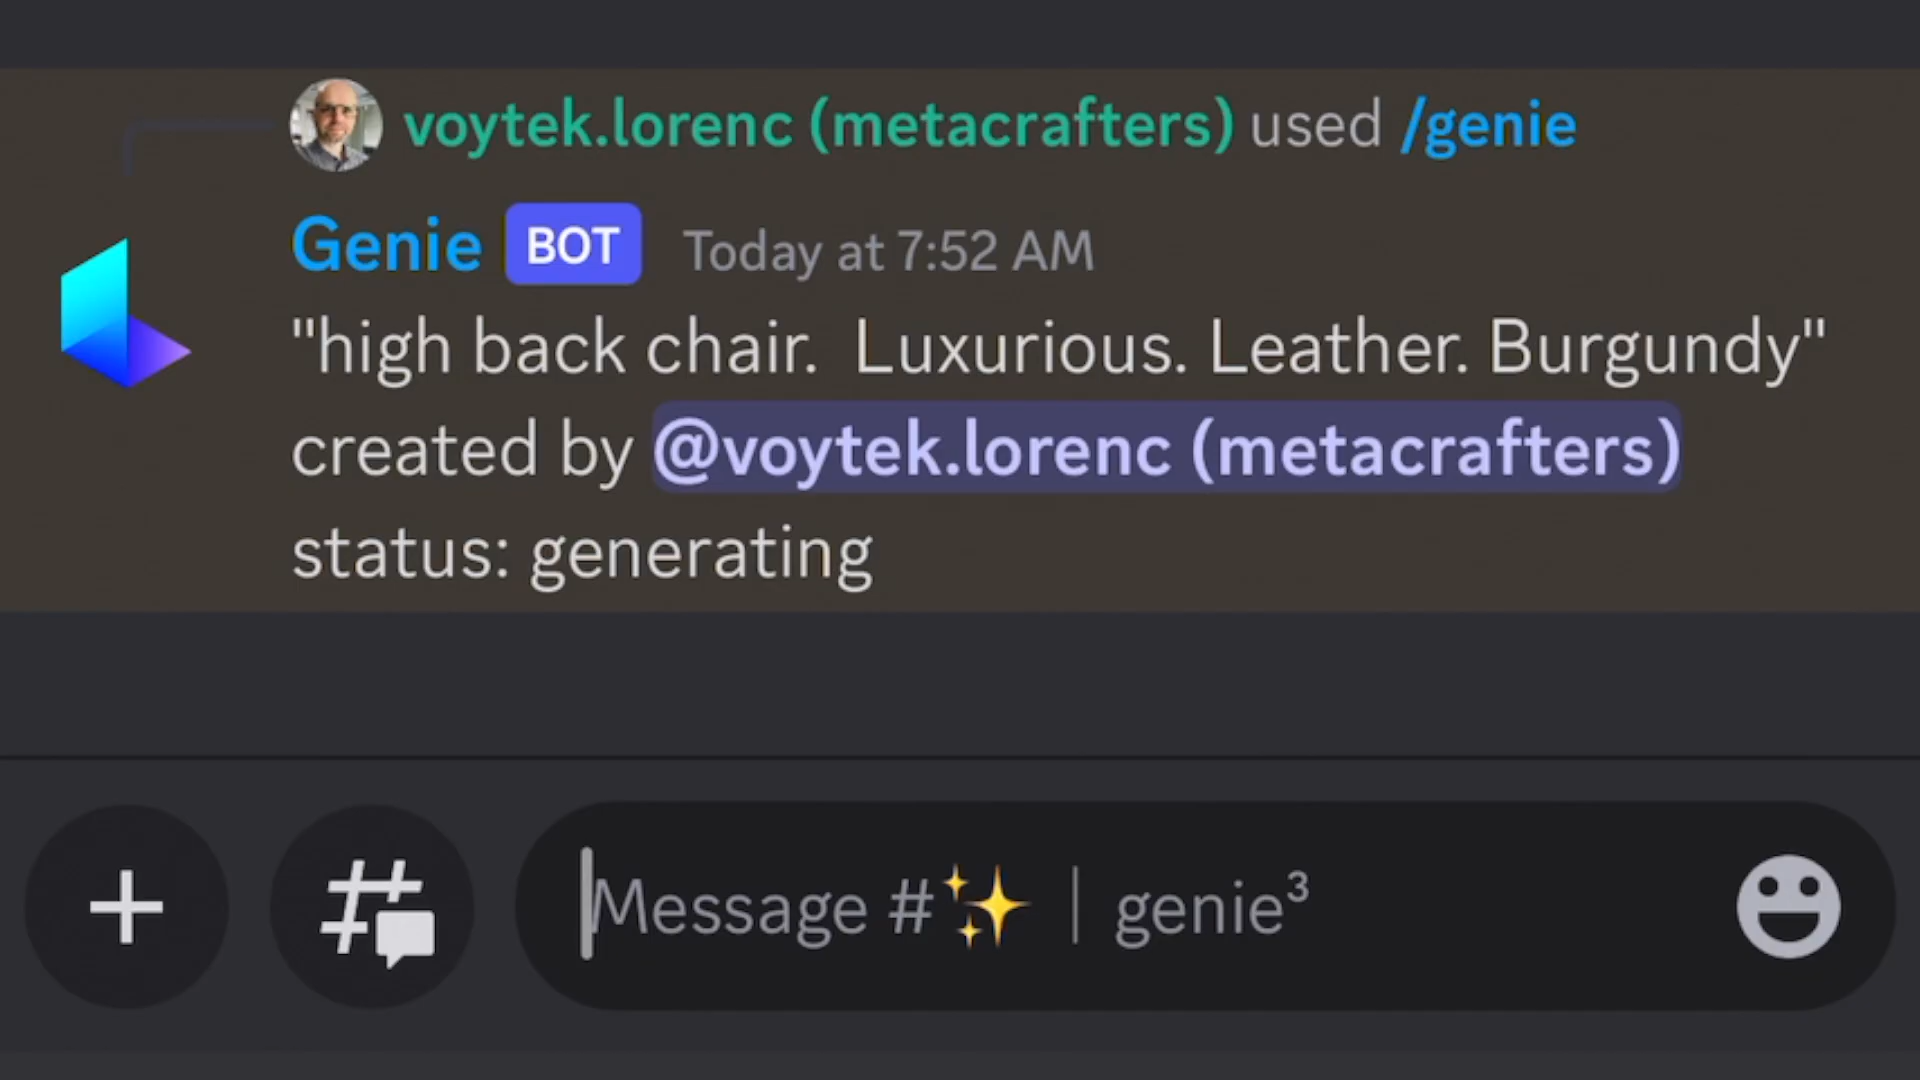 voytek.lorenc (metacrafters) used /genie
Genie BOT Today at 7:52 AM
"high back chair.  Luxurious. Leather. Burgundy"
created by @voytek.lorenc (metacrafters)
status: generating
Message #✨ | genie³